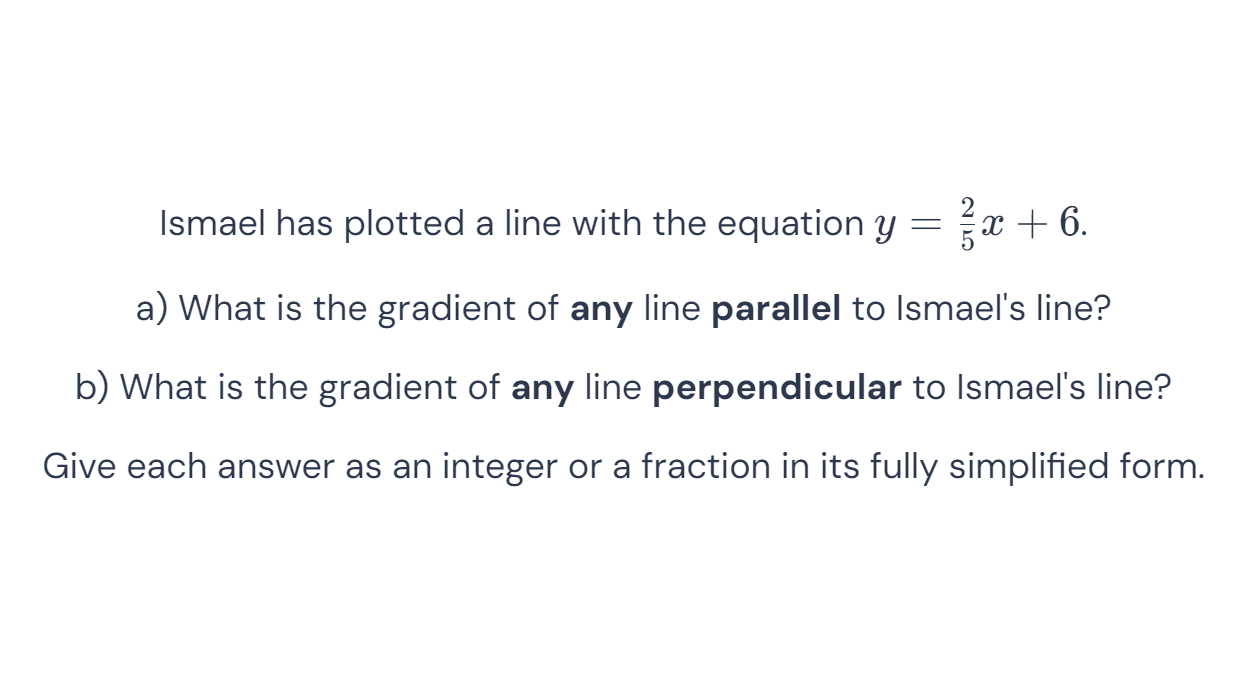 Ismael has plotted a line with the equation $y = \frac{2}{5}x + 6$.
a) What is the gradient of any line parallel to Ismael's line?
b) What is the gradient of any line perpendicular to Ismael's line?
Give each answer as an integer or a fraction in its fully simplified form.